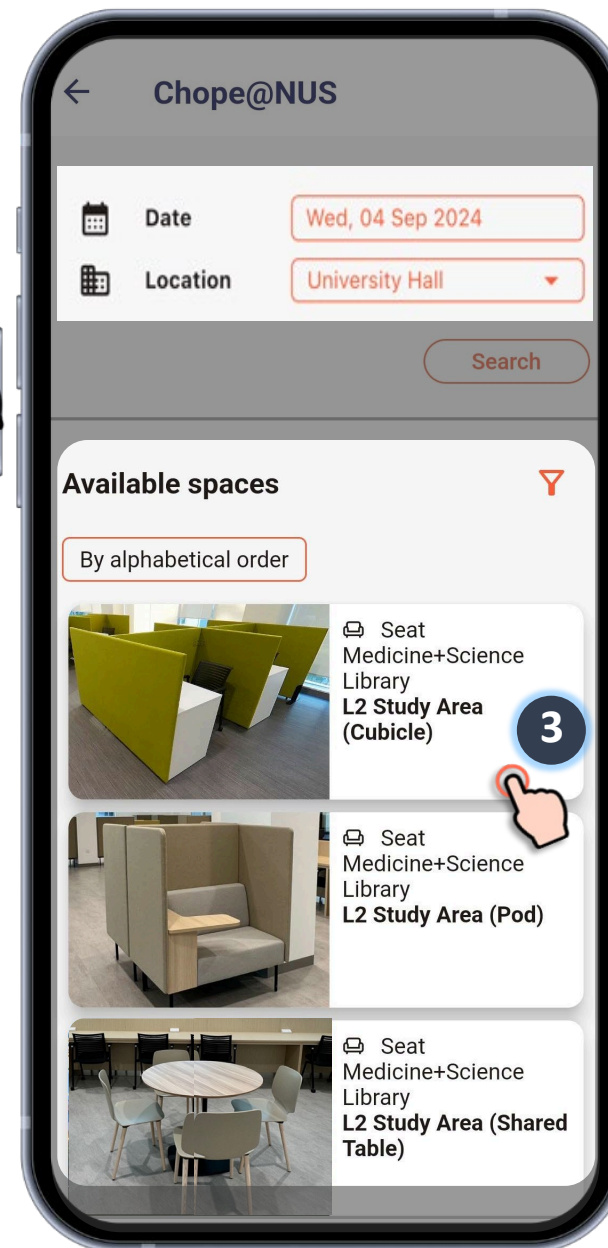 Chope@NUS
Date
Wed, 04 Sep 2024
Location
University Hall
Search
Available spaces
By alphabetical order
Seat
Medicine+Science
Library
L2 Study Area
(Cubicle)
3
Seat
Medicine+Science
Library
L2 Study Area (Pod)
Seat
Medicine+Science
Library
L2 Study Area (Shared
Table)